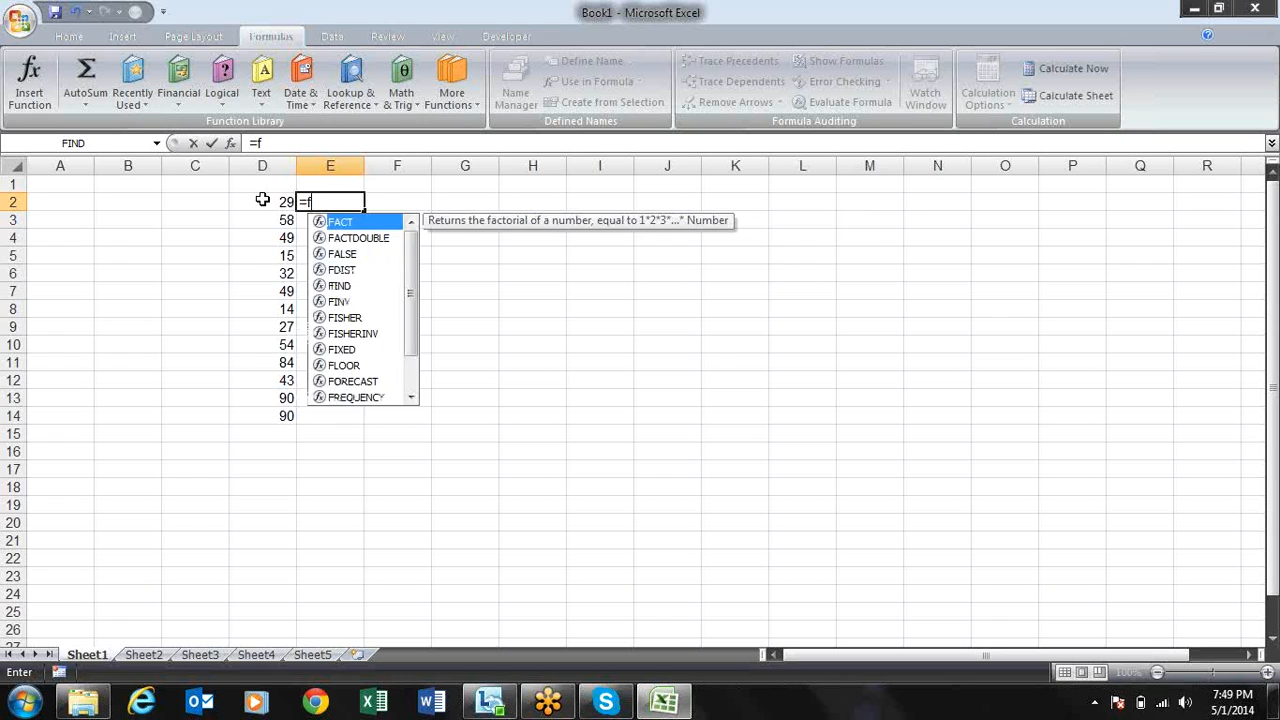 Book1 - Microsoft Excel
Home Insert Page Layout Formulas Data Review View Developer
Insert Function
AutoSum
Recently Used
Financial
Logical
Text
Date & Time
Lookup & Reference
Math & Trig
More Functions
Function Library
Name Manager
Define Name
Use in Formula
Create from Selection
Defined Names
Trace Precedents
Trace Dependents
Remove Arrows
Show Formulas
Error Checking
Evaluate Formula
Formula Auditing
Watch Window
Calculation Options
Calculate Now
Calculate Sheet
Calculation
FIND fx =f
A B C D E F G H I J K L M N O P Q R
1
2 29 =f
3 58
4 49
5 15
6 32
7 49
8 14
9 27
10 54
11 84
12 43
13 90
14 90
15
16
17
18
19
20
21
22
23
24
25
26
27
FACT
FACTDOUBLE
FALSE
FDIST
FIND
FINV
FISHER
FISHERINV
FIXED
FLOOR
FORECAST
FREQUENCY
Returns the factorial of a number, equal to 1*2*3*...* Number
Sheet1 Sheet2 Sheet3 Sheet4 Sheet5
Enter 100%
7:49 PM
5/1/2014